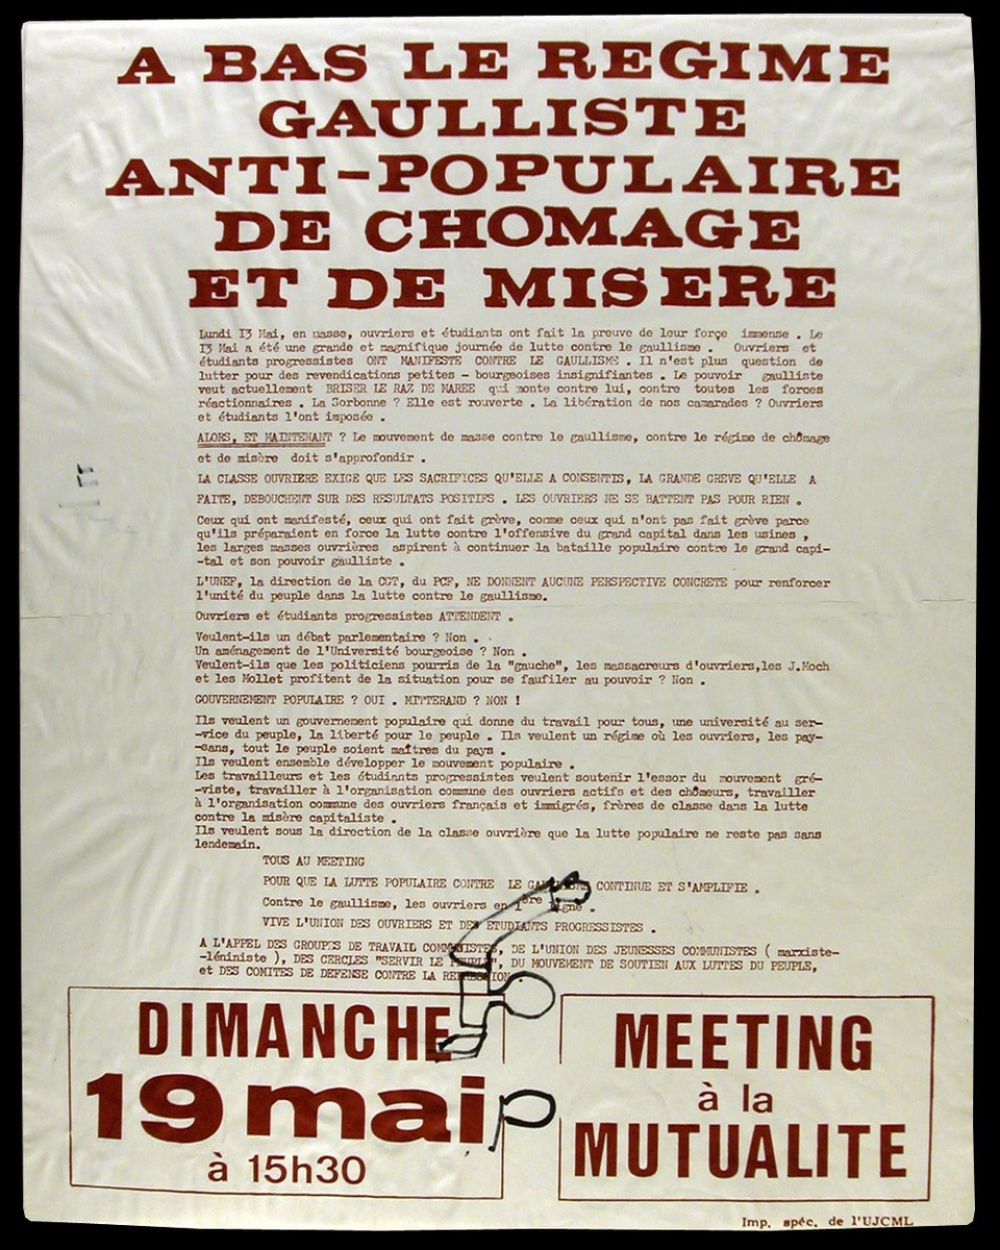 A BAS LE REGIME
GAULLISTE
ANTI-POPULAIRE
DE CHOMAGE
ET DE MISERE
Lundi I3 Mai, en masse, ouvriers et étudiants ont fait la preuve de leur force immense . Le
I3 Mai a été une grande et magnifique journée de lutte contre le gaullisme . Ouvriers et
étudiants progressistes ONT MANIFESTE CONTRE LE GAULLISME . Il n'est plus question de
lutter pour des revendications petites - bourgeoises insignifiantes . Le pouvoir gaulliste
veut actuellement BRISER LE RAZ DE MAREE qui monte contre lui, contre toutes les forces
réactionnaires . La Sorbonne ? Elle est rouverte . La libération de nos camarades ? Ouvriers
et étudiants l'ont imposée .
ALORS, ET MAINTENANT ? Le mouvement de masse contre le gaullisme, contre le régime de chômage
et de misère doit s'approfondir .
LA CLASSE OUVRIERE EXIGE QUE LES SACRIFICES QU'ELLE A CONSENTIS, LA GRANDE GREVE QU'ELLE A
FAITE, DEBOUCHENT SUR DES RESULTATS POSITIFS . LES OUVRIERS NE SE BATTENT PAS POUR RIEN .
Ceux qui ont manifesté, ceux qui ont fait grève, comme ceux qui n'ont pas fait grève parce
qu'ils préparaient en force la lutte contre l'offensive du grand capital dans les usines ,
les larges masses ouvrières aspirent à continuer la bataille populaire contre le grand capi-
-tal et son pouvoir gaulliste .
L'UNEF, la direction de la CGT, du PCF, NE DONNENT AUCUNE PERSPECTIVE CONCRETE pour renforcer
l'unité du peuple dans la lutte contre le gaullisme.
Ouvriers et étudiants progressistes ATTENDENT .
Veulent-ils un débat parlementaire ? Non .
Un aménagement de l'Université bourgeoise ? Non .
Veulent-ils que les politiciens pourris de la "gauche", les massacreurs d'ouvriers,les J.Moch
et les Mollet profitent de la situation pour se faufiler au pouvoir ? Non .
GOUVERNEMENT POPULAIRE ? OUI . MITTERAND ? NON !
Ils veulent un gouvernement populaire qui donne du travail pour tous, une université au ser-
-vice du peuple, la liberté pour le peuple . Ils veulent un régime où les ouvriers, les pay-
-sans, tout le peuple soient maîtres du pays .
Ils veulent ensemble développer le mouvement populaire .
Les travailleurs et les étudiants progressistes veulent soutenir l'essor du mouvement gré-
-viste, travailler à l'organisation commune des ouvriers actifs et des chômeurs, travailler
à l'organisation commune des ouvriers français et immigrés, frères de classe dans la lutte
contre la misère capitaliste .
Ils veulent sous la direction de la classe ouvrière que la lutte populaire ne reste pas sans
lendemain.
TOUS AU MEETING
POUR QUE LA LUTTE POPULAIRE CONTRE LE GAULLISME CONTINUE ET S'AMPLIFIE .
Contre le gaullisme, les ouvriers en 1ère ligne .
VIVE L'UNION DES OUVRIERS ET DES ETUDIANTS PROGRESSISTES .
A L'APPEL DES GROUPES DE TRAVAIL COMMUNISTES, DE L'UNION DES JEUNESSES COMMUNISTES ( marxiste-
-léniniste ), DES CERCLES "SERVIR LE PEUPLE", DU MOUVEMENT DE SOUTIEN AUX LUTTES DU PEUPLE,
et DES COMITES DE DEFENSE CONTRE LA REPRESSION
DIMANCHE
19 mai
à 15h30
MEETING
à la
MUTUALITE
Imp. spéc. de l'UJCML